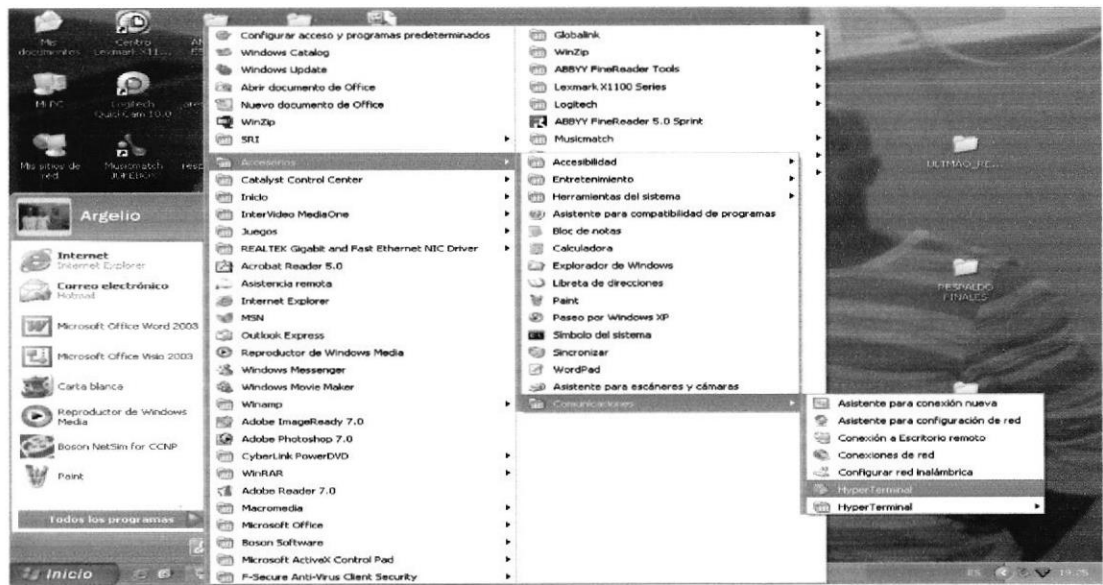 Mis documentos
Centro
Lexmark X11...
Mi PC
Logitech
QuickCam 10.0
Mis sitios de red
Musicmatch
JUKEBOX
Argelio
Internet
Internet Explorer
Correo electrónico
Hotmail
Microsoft Office Word 2003
Microsoft Office Visio 2003
Carta blanca
Reproductor de Windows
Media
Boson NetSim for CCNP
Paint
Todos los programas
Inicio
Configurar acceso y programas predeterminados
Windows Catalog
Windows Update
Abrir documento de Office
Nuevo documento de Office
WinZip
SRI
Accesorios
Catalyst Control Center
Inicio
InterVideo MediaOne
Juegos
REALTEK Gigabit and Fast Ethernet NIC Driver
Acrobat Reader 5.0
Asistencia remota
Internet Explorer
MSN
Outlook Express
Reproductor de Windows Media
Windows Messenger
Windows Movie Maker
Winamp
Adobe ImageReady 7.0
Adobe Photoshop 7.0
CyberLink PowerDVD
WinRAR
Adobe Reader 7.0
Macromedia
Microsoft Office
Boson Software
Microsoft ActiveX Control Pad
F-Secure Anti-Virus Client Security
Globalink
WinZip
ABBYY FineReader Tools
Lexmark X1100 Series
Logitech
ABBYY FineReader 5.0 Sprint
Musicmatch
Accesibilidad
Entretenimiento
Herramientas del sistema
Asistente para compatibilidad de programas
Bloc de notas
Calculadora
Explorador de Windows
Libreta de direcciones
Paint
Paseo por Windows XP
Símbolo del sistema
Sincronizar
WordPad
Asistente para escáneres y cámaras
Comunicaciones
Asistente para conexión nueva
Asistente para configuración de red
Conexión a Escritorio remoto
Conexiones de red
Configurar red inalámbrica
HyperTerminal
HyperTerminal
RESPALDO
FINALES
ES
19:25